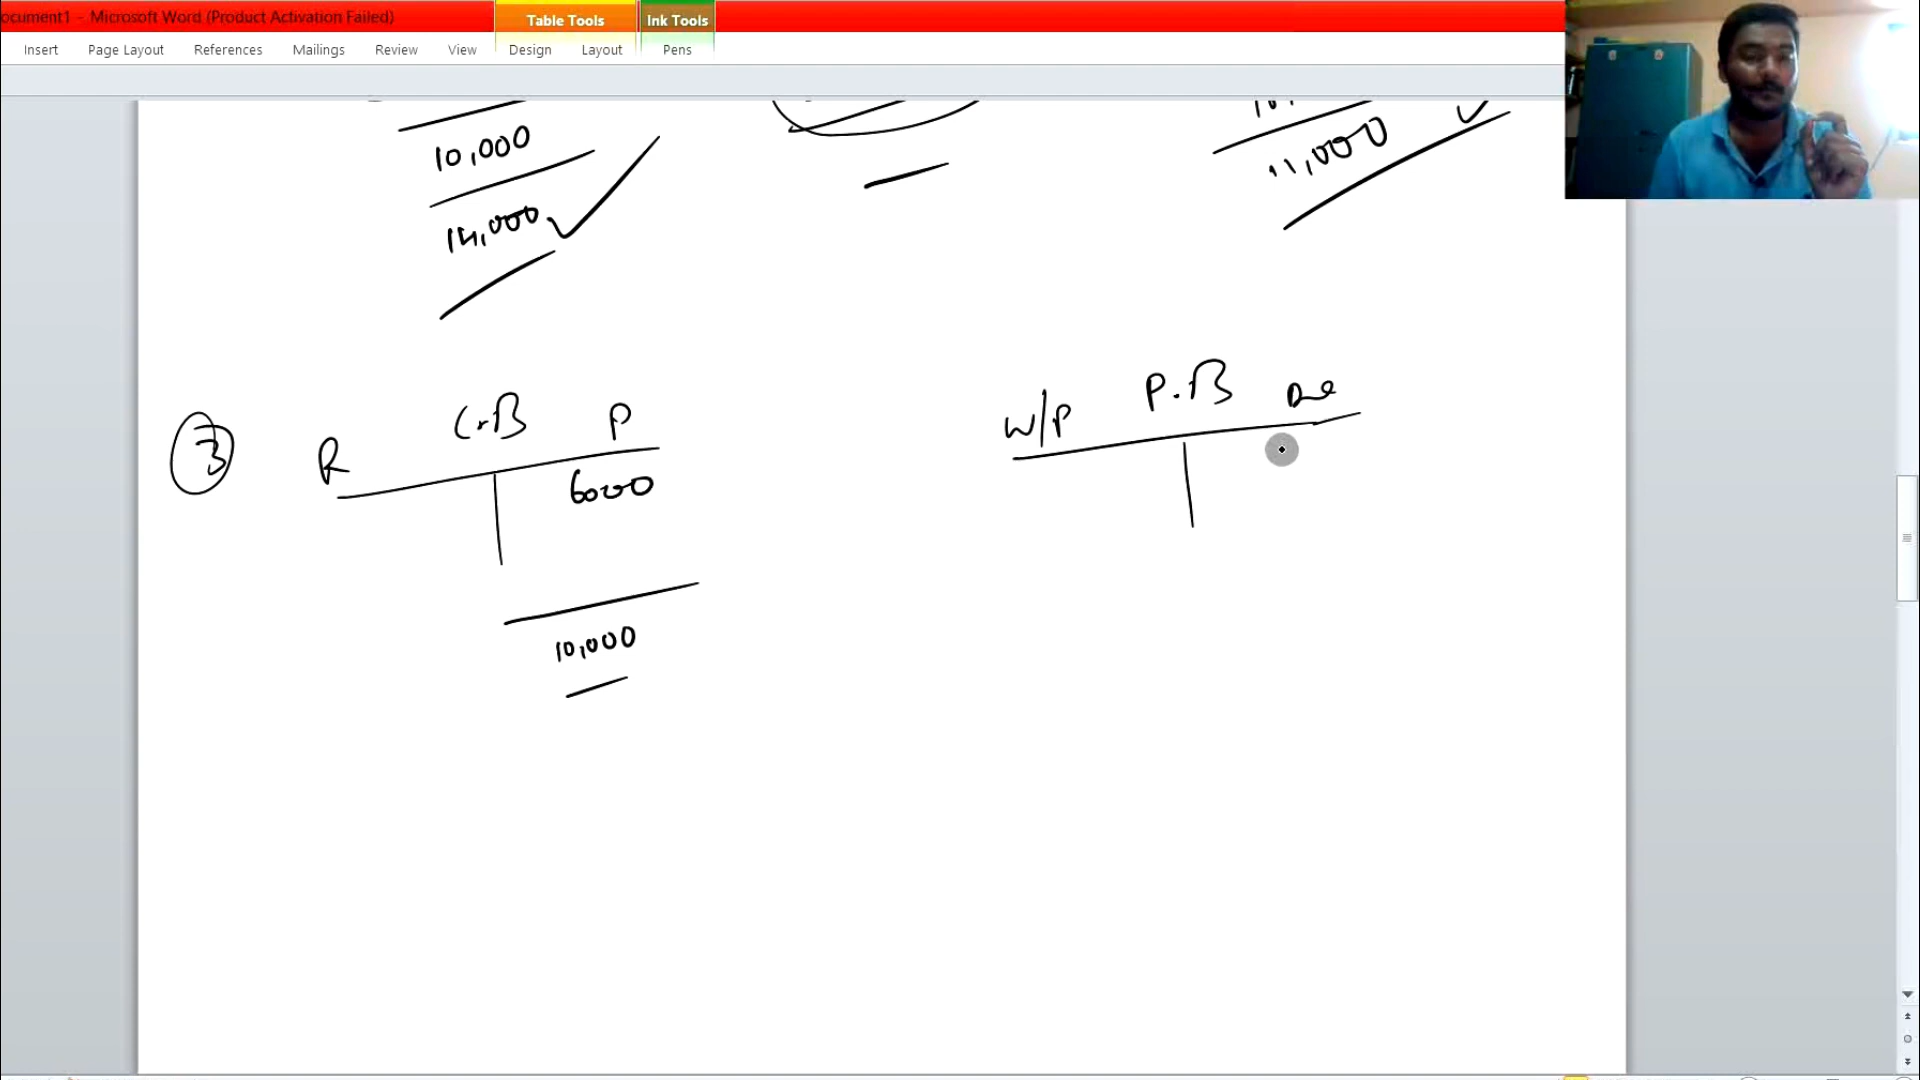 ocument1 - Microsoft Word (Product Activation Failed)
Table Tools
Ink Tools
Insert Page Layout References Mailings Review View Design Layout Pens
10,000
14,000
11,000
3
R C.B P
6000
10,000
W/P P.B